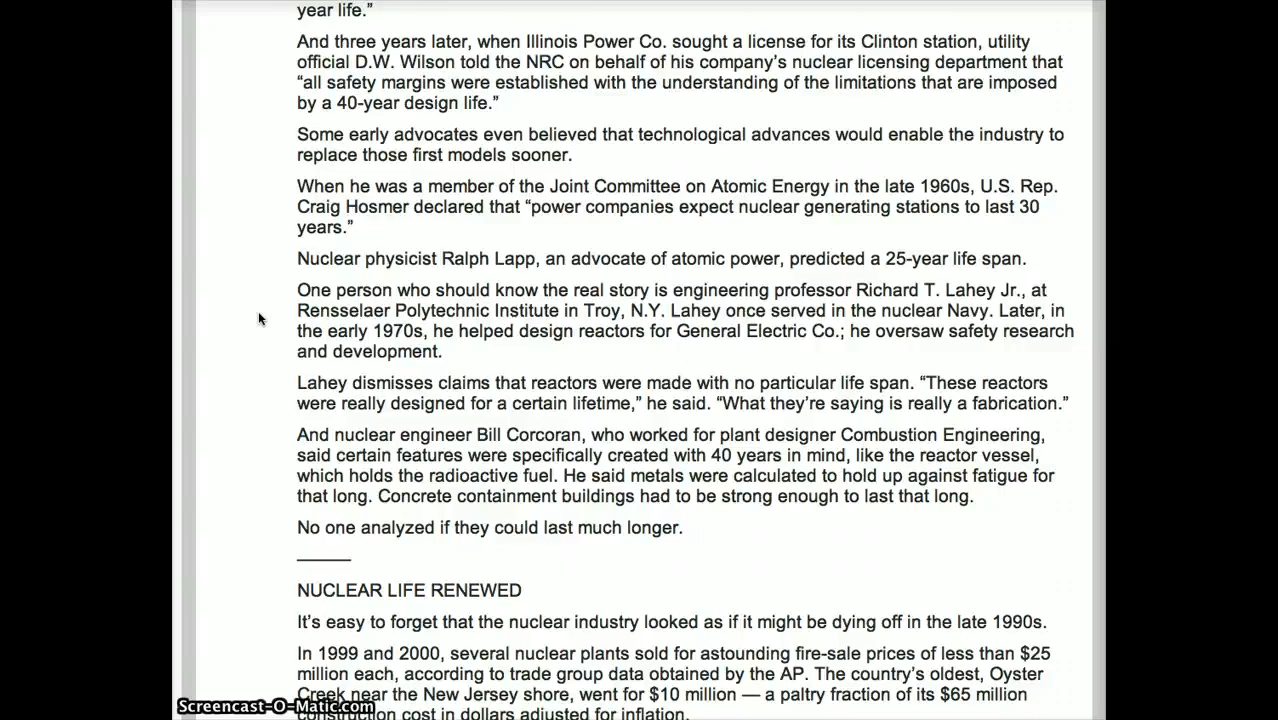 year life.”
And three years later, when Illinois Power Co. sought a license for its Clinton station, utility
official D.W. Wilson told the NRC on behalf of his company’s nuclear licensing department that
“all safety margins were established with the understanding of the limitations that are imposed
by a 40-year design life.”
Some early advocates even believed that technological advances would enable the industry to
replace those first models sooner.
When he was a member of the Joint Committee on Atomic Energy in the late 1960s, U.S. Rep.
Craig Hosmer declared that “power companies expect nuclear generating stations to last 30
years.”
Nuclear physicist Ralph Lapp, an advocate of atomic power, predicted a 25-year life span.
One person who should know the real story is engineering professor Richard T. Lahey Jr., at
Rensselaer Polytechnic Institute in Troy, N.Y. Lahey once served in the nuclear Navy. Later, in
the early 1970s, he helped design reactors for General Electric Co.; he oversaw safety research
and development.
Lahey dismisses claims that reactors were made with no particular life span. “These reactors
were really designed for a certain lifetime,” he said. “What they’re saying is really a fabrication.”
And nuclear engineer Bill Corcoran, who worked for plant designer Combustion Engineering,
said certain features were specifically created with 40 years in mind, like the reactor vessel,
which holds the radioactive fuel. He said metals were calculated to hold up against fatigue for
that long. Concrete containment buildings had to be strong enough to last that long.
No one analyzed if they could last much longer.
NUCLEAR LIFE RENEWED
It’s easy to forget that the nuclear industry looked as if it might be dying off in the late 1990s.
In 1999 and 2000, several nuclear plants sold for astounding fire-sale prices of less than $25
million each, according to trade group data obtained by the AP. The country’s oldest, Oyster
Creek near the New Jersey shore, went for $10 million — a paltry fraction of its $65 million
construction cost in dollars adjusted for inflation.
Screencast-O-Matic.com